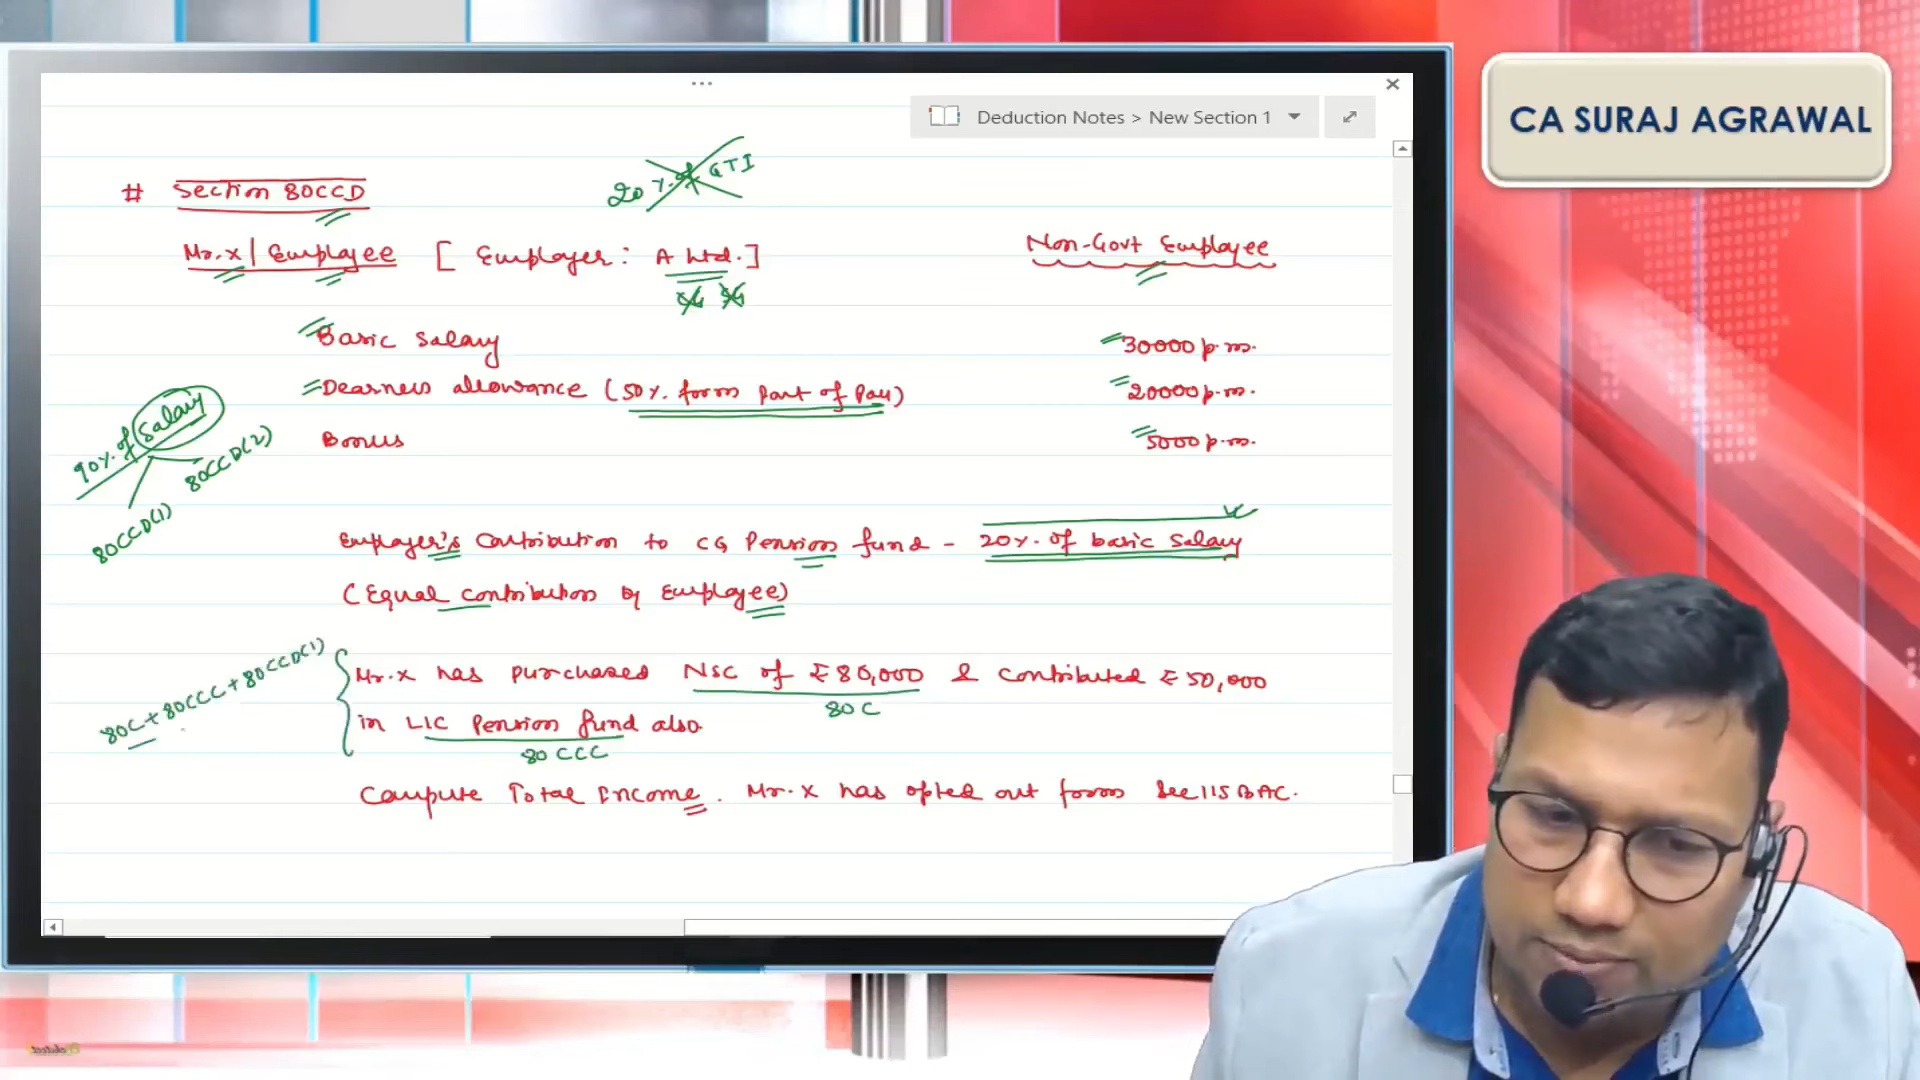 CA SURAJ AGRAWAL
Deduction Notes > New Section 1
# Section 80CCD
20 %. of GTI
Mr. X | Employee [ Employer : A Ltd. ]
Non-Govt Employee
Basic Salary 30000 p.m.
Dearness allowance (50%. form Part of Pay) 20000 p.m.
Bonus 5000 p.m.
of Salary
80CCD(1)
80CCD(2)
Employer's Contribution to CG Pension fund - 20%. of basic Salary
(Equal contribution by Employee)
80C + 80CCC + 80CCD(1)
Mr. X has purchased NSC of ₹ 80,000 & contributed ₹ 50,000
80C
in LIC Pension fund also
80 CCC
Compute Total Income. Mr. X has opted out form Sec 115 BAC.